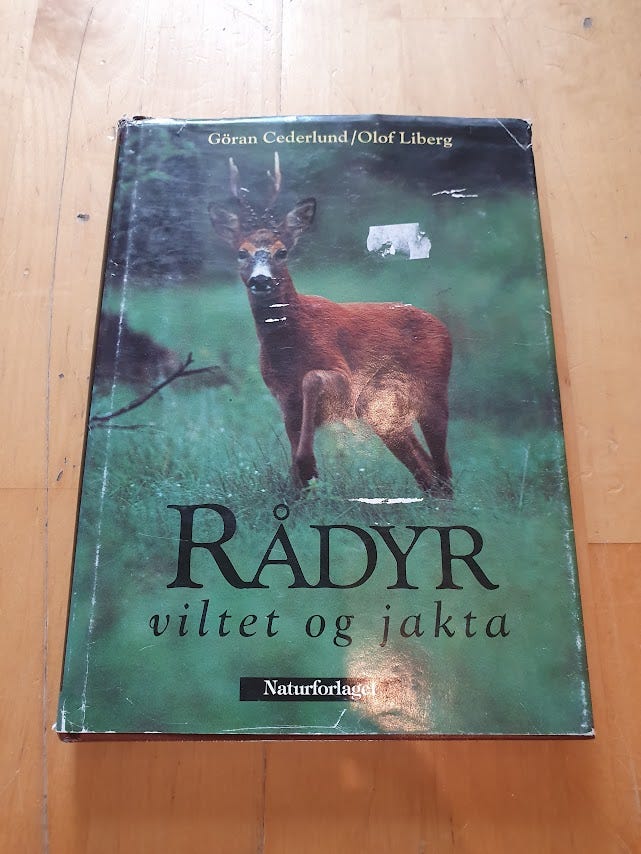 Göran Cederlund/Olof Liberg
RÅDYR
viltet og jakta
Naturforlaget